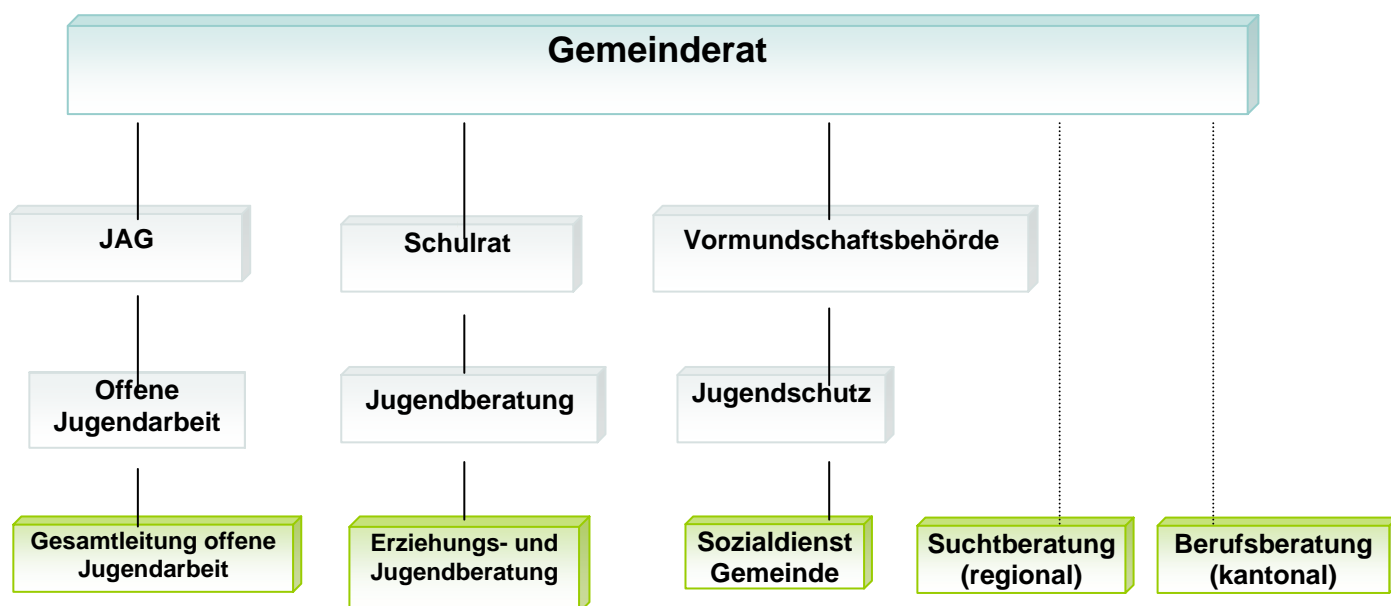 Gemeinderat
JAG
Schulrat
Vormundschaftsbehörde
Offene
Jugendarbeit
Jugendberatung
Jugendschutz
Gesamtleitung offene
Jugendarbeit
Erziehungs- und
Jugendberatung
Sozialdienst
Gemeinde
Suchtberatung
(regional)
Berufsberatung
(kantonal)